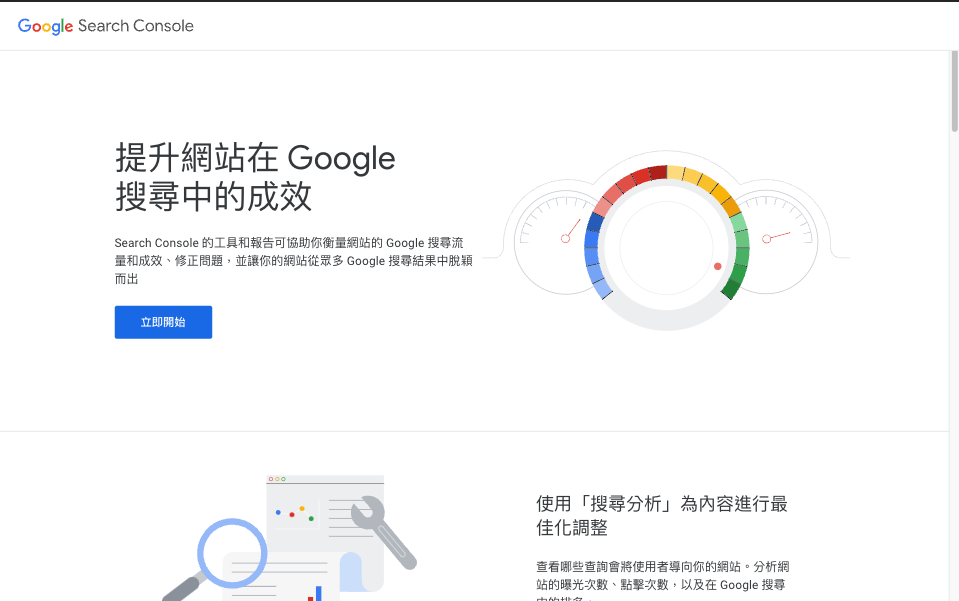 Google Search Console
提升網站在 Google
搜尋中的成效
Search Console 的工具和報告可協助你衡量網站的 Google 搜尋流
量和成效、修正問題，並讓你的網站從眾多 Google 搜尋結果中脫穎
而出
立即開始
使用「搜尋分析」為內容進行最
佳化調整
查看哪些查詢會將使用者導向你的網站。分析網
站的曝光次數、點擊次數，以及在 Google 搜尋
中的排名。